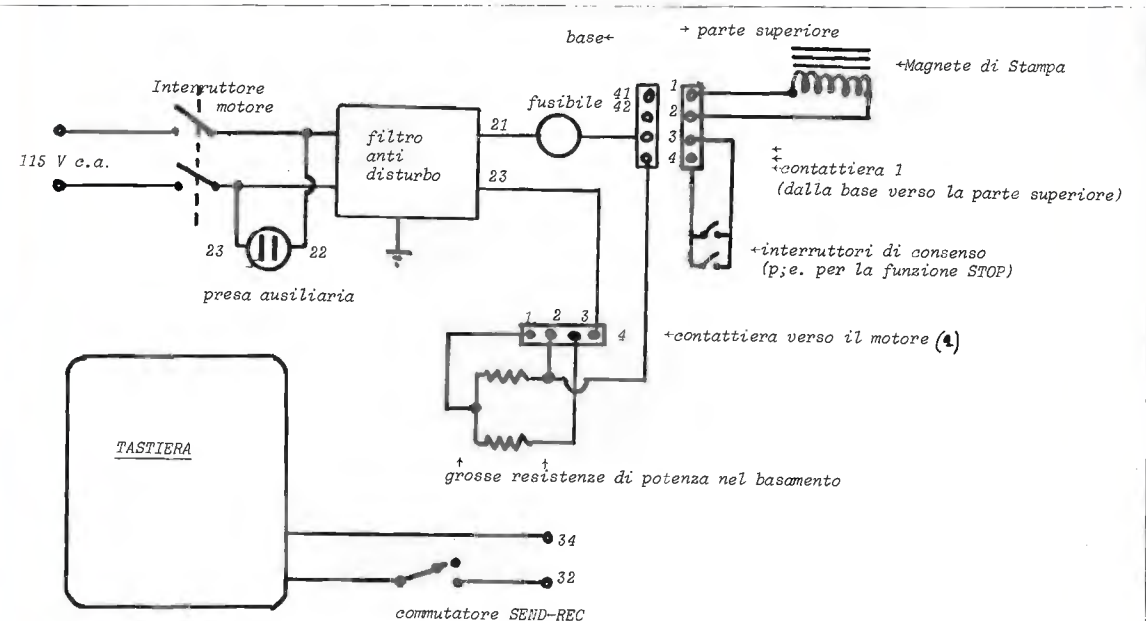 base← → parte superiore
←Magnete di Stampa
Interruttore
motore
fusibile
41
42
1
2
3
4
115 V c.a.
filtro
anti
disturbo
21
23
←
←
←contattiera 1
(dalla base verso la parte superiore)
23
22
presa ausiliaria
←interruttori di consenso
(p;e. per la funzione STOP)
1 2 3 4
←contattiera verso il motore (2)
TASTIERA
↑ ↑
grosse resistenze di potenza nel basamento
34
32
commutatore SEND-REC